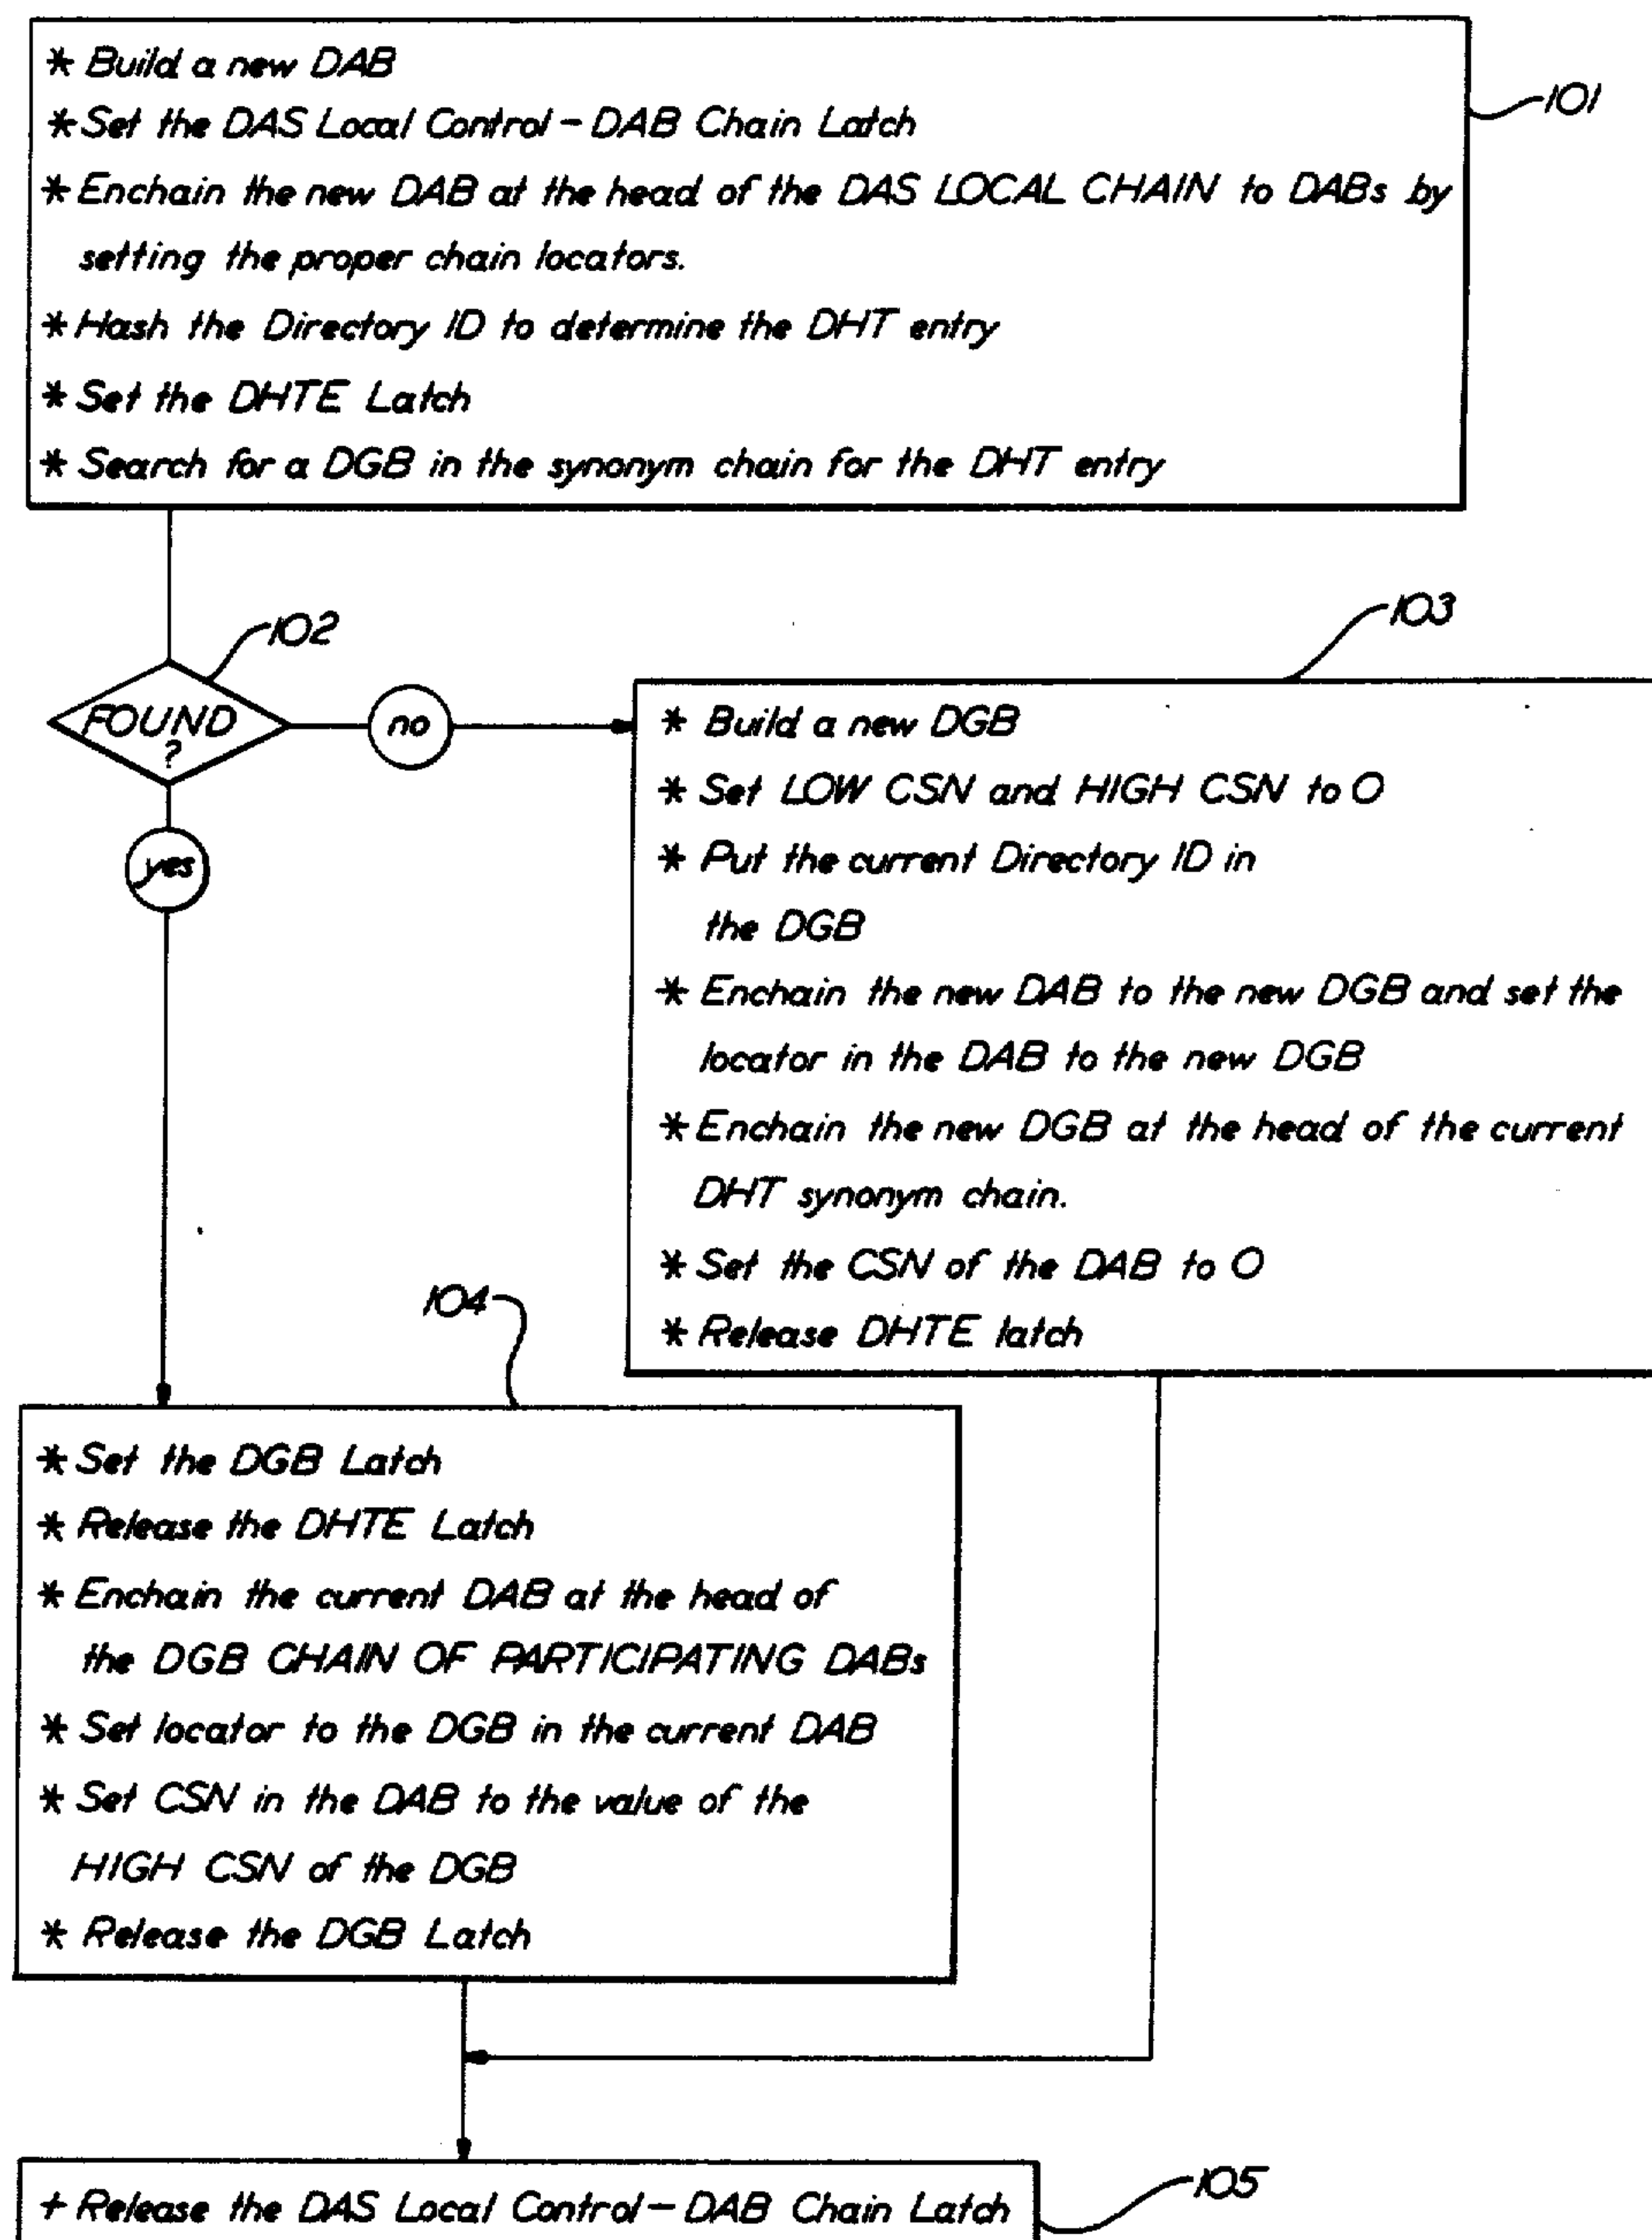 * Build a new DAB
* Set the DAS Local Control - DAB Chain Latch
* Enchain the new DAB at the head of the DAS LOCAL CHAIN to DABs by
setting the proper chain locators.
* Hash the Directory ID to determine the DHT entry
* Set the DHTE Latch
* Search for a DGB in the synonym chain for the DHT entry
101
102
FOUND
?
no
yes
103
* Build a new DGB
* Set LOW CSN and HIGH CSN to 0
* Put the current Directory ID in
the DGB
* Enchain the new DAB to the new DGB and set the
locator in the DAB to the new DGB
* Enchain the new DGB at the head of the current
DHT synonym chain.
* Set the CSN of the DAB to 0
* Release DHTE latch
104
* Set the DGB Latch
* Release the DHTE Latch
* Enchain the current DAB at the head of
the DGB CHAIN OF PARTICIPATING DABs
* Set locator to the DGB in the current DAB
* Set CSN in the DAB to the value of the
HIGH CSN of the DGB
* Release the DGB Latch
+ Release the DAS Local Control - DAB Chain Latch
105